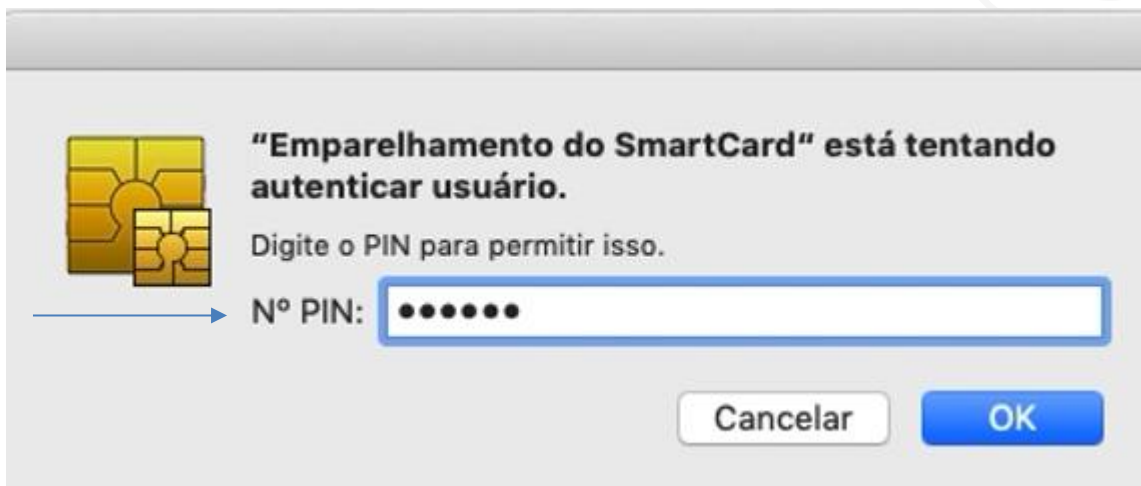 “Emparelhamento do SmartCard“ está tentando
autenticar usuário.
Digite o PIN para permitir isso.
Nº PIN: ●●●●●●
Cancelar OK